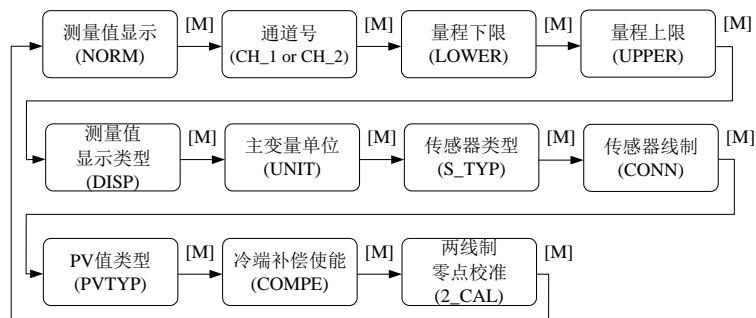 测量值显示
(NORM)
[M]
通道号
(CH_1 or CH_2)
[M]
量程下限
(LOWER)
[M]
量程上限
(UPPER)
[M]
测量值
显示类型
(DISP)
[M]
主变量单位
(UNIT)
[M]
传感器类型
(S_TYP)
[M]
传感器线制
(CONN)
[M]
PV值类型
(PVTYP)
[M]
冷端补偿使能
(COMPE)
[M]
两线制
零点校准
(2_CAL)
[M]